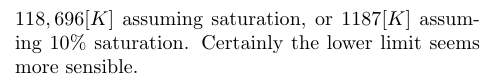 118, 696[K] assuming saturation, or 1187[K] assum-
ing 10% saturation. Certainly the lower limit seems
more sensible.